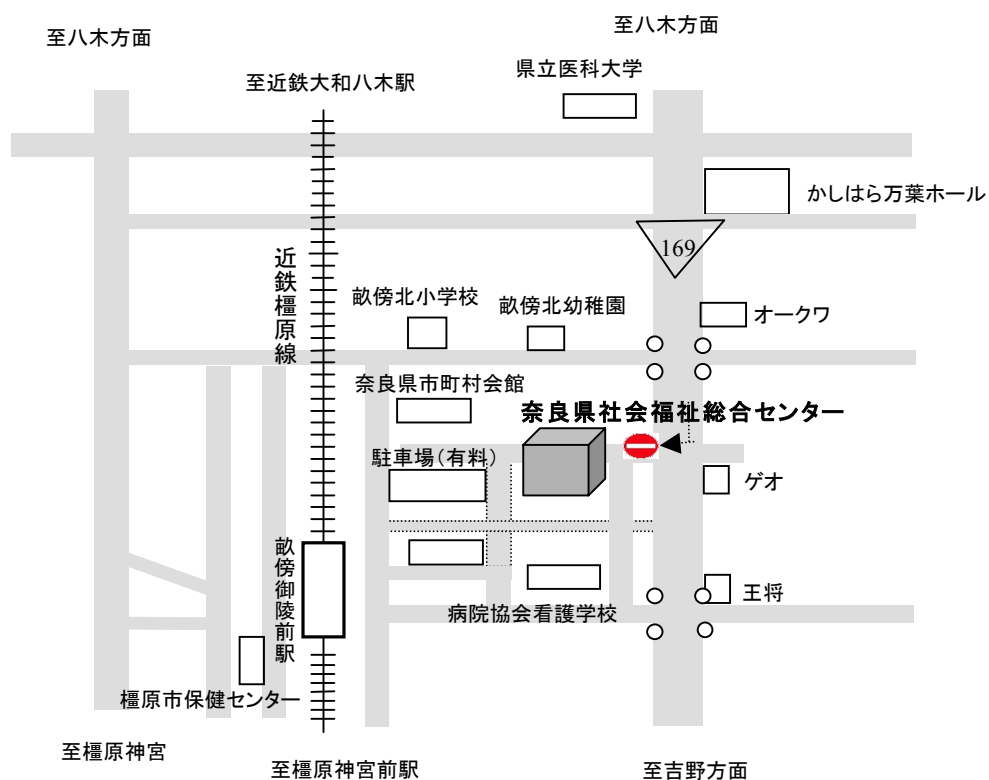 至八木方面
至八木方面
県立医科大学
至近鉄大和八木駅
かしはら万葉ホール
169
近鉄橿原線
畝傍北小学校
畝傍北幼稚園
オークワ
奈良県市町村会館
奈良県社会福祉総合センター
駐車場(有料)
ゲオ
畝傍御陵前駅
王将
病院協会看護学校
橿原市保健センター
至橿原神宮
至橿原神宮前駅
至吉野方面